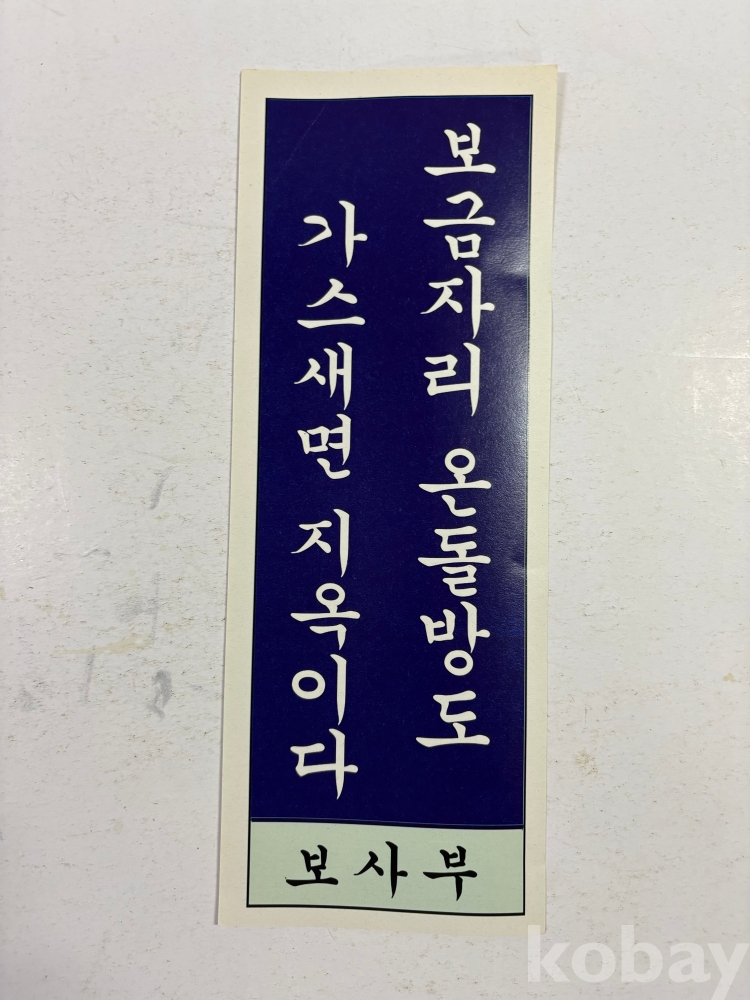 보금자리 온돌방도
가스새면 지옥이다
보사부
kobay